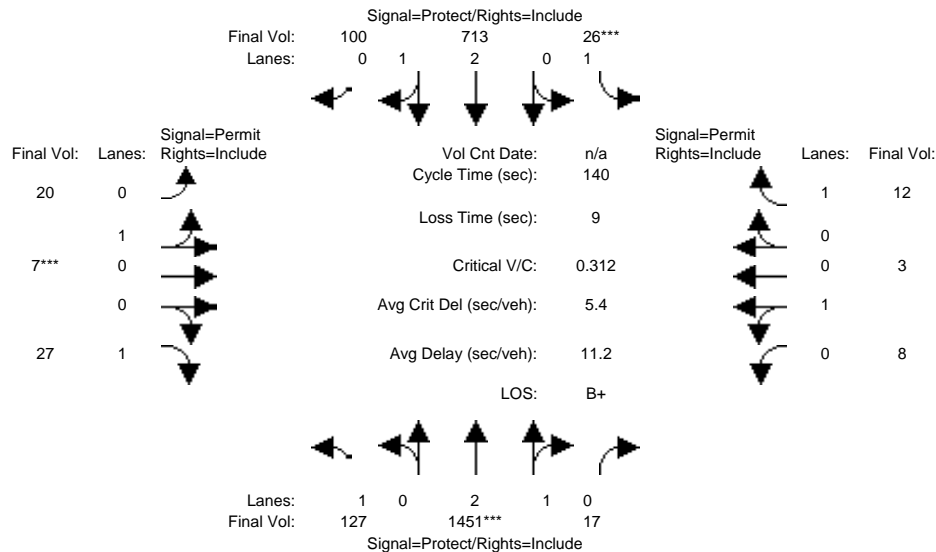 Signal=Protect/Rights=Include
Final Vol: 100 713 26***
Lanes: 0 1 2 0 1
Signal=Permit Signal=Permit
Final Vol: Lanes: Rights=Include Vol Cnt Date: n/a Rights=Include Lanes: Final Vol:
Cycle Time (sec): 140
20 0 1 12
Loss Time (sec): 9
1 0
7*** 0 Critical V/C: 0.312 0 3
0 Avg Crit Del (sec/veh): 5.4 1
27 1 Avg Delay (sec/veh): 11.2 0 8
LOS: B+
Lanes: 1 0 2 1 0
Final Vol: 127 1451*** 17
Signal=Protect/Rights=Include